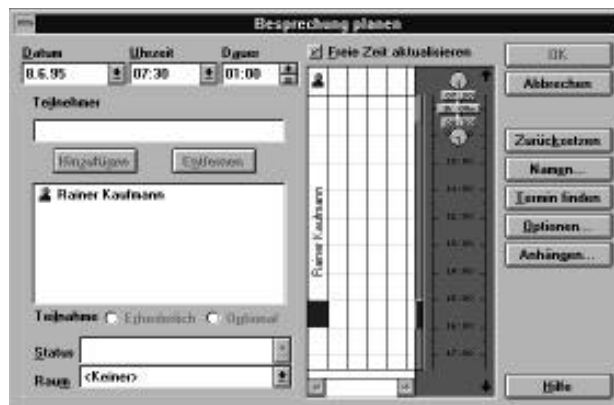 Besprechung planen
Datum Uhrzeit Dauer
8.6.95 07:30 01:00
Teilnehmer
Hinzufügen Entfernen
Rainer Kaufmann
Teilnahme Erforderlich Optional
Status
Raum <Keiner>
Freie Zeit aktualisieren
Rainer Kaufmann
OK
Abbrechen
Zurücksetzen
Namen...
Termin finden
Optionen...
Anhängen...
Hilfe